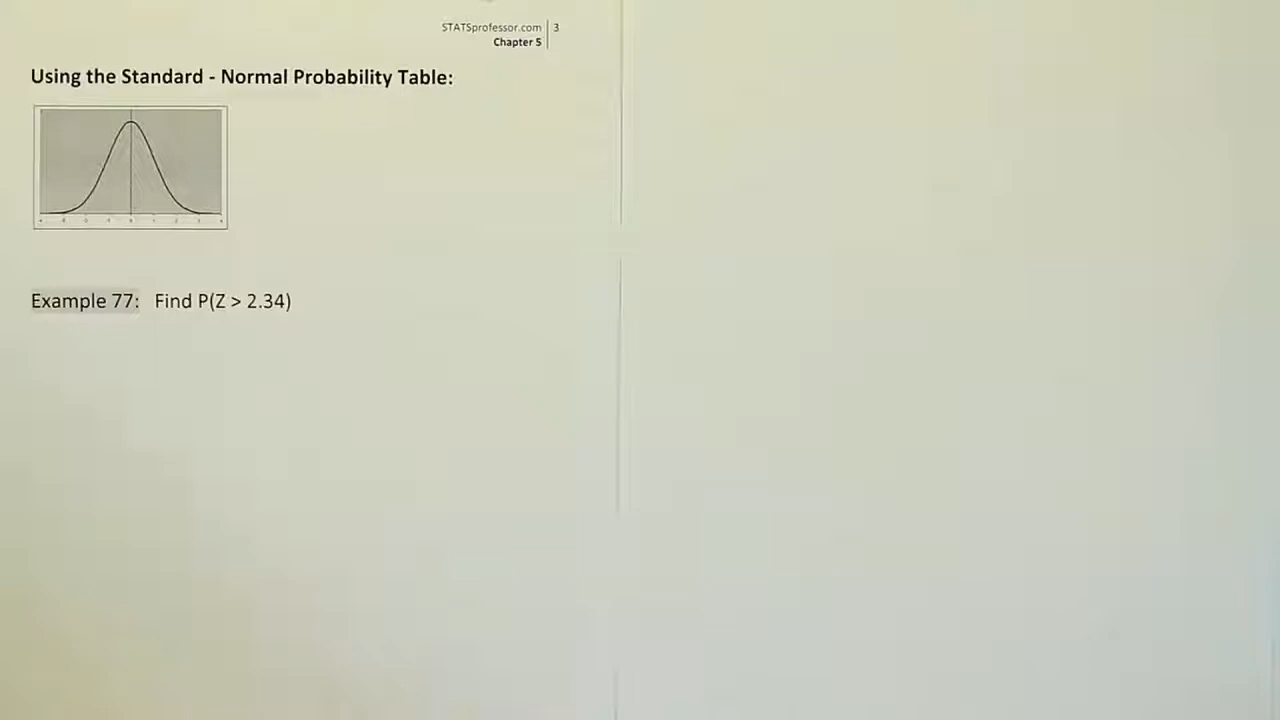 STATSprofessor.com 3
Chapter 5
Using the Standard - Normal Probability Table:
Example 77: Find P(Z > 2.34)